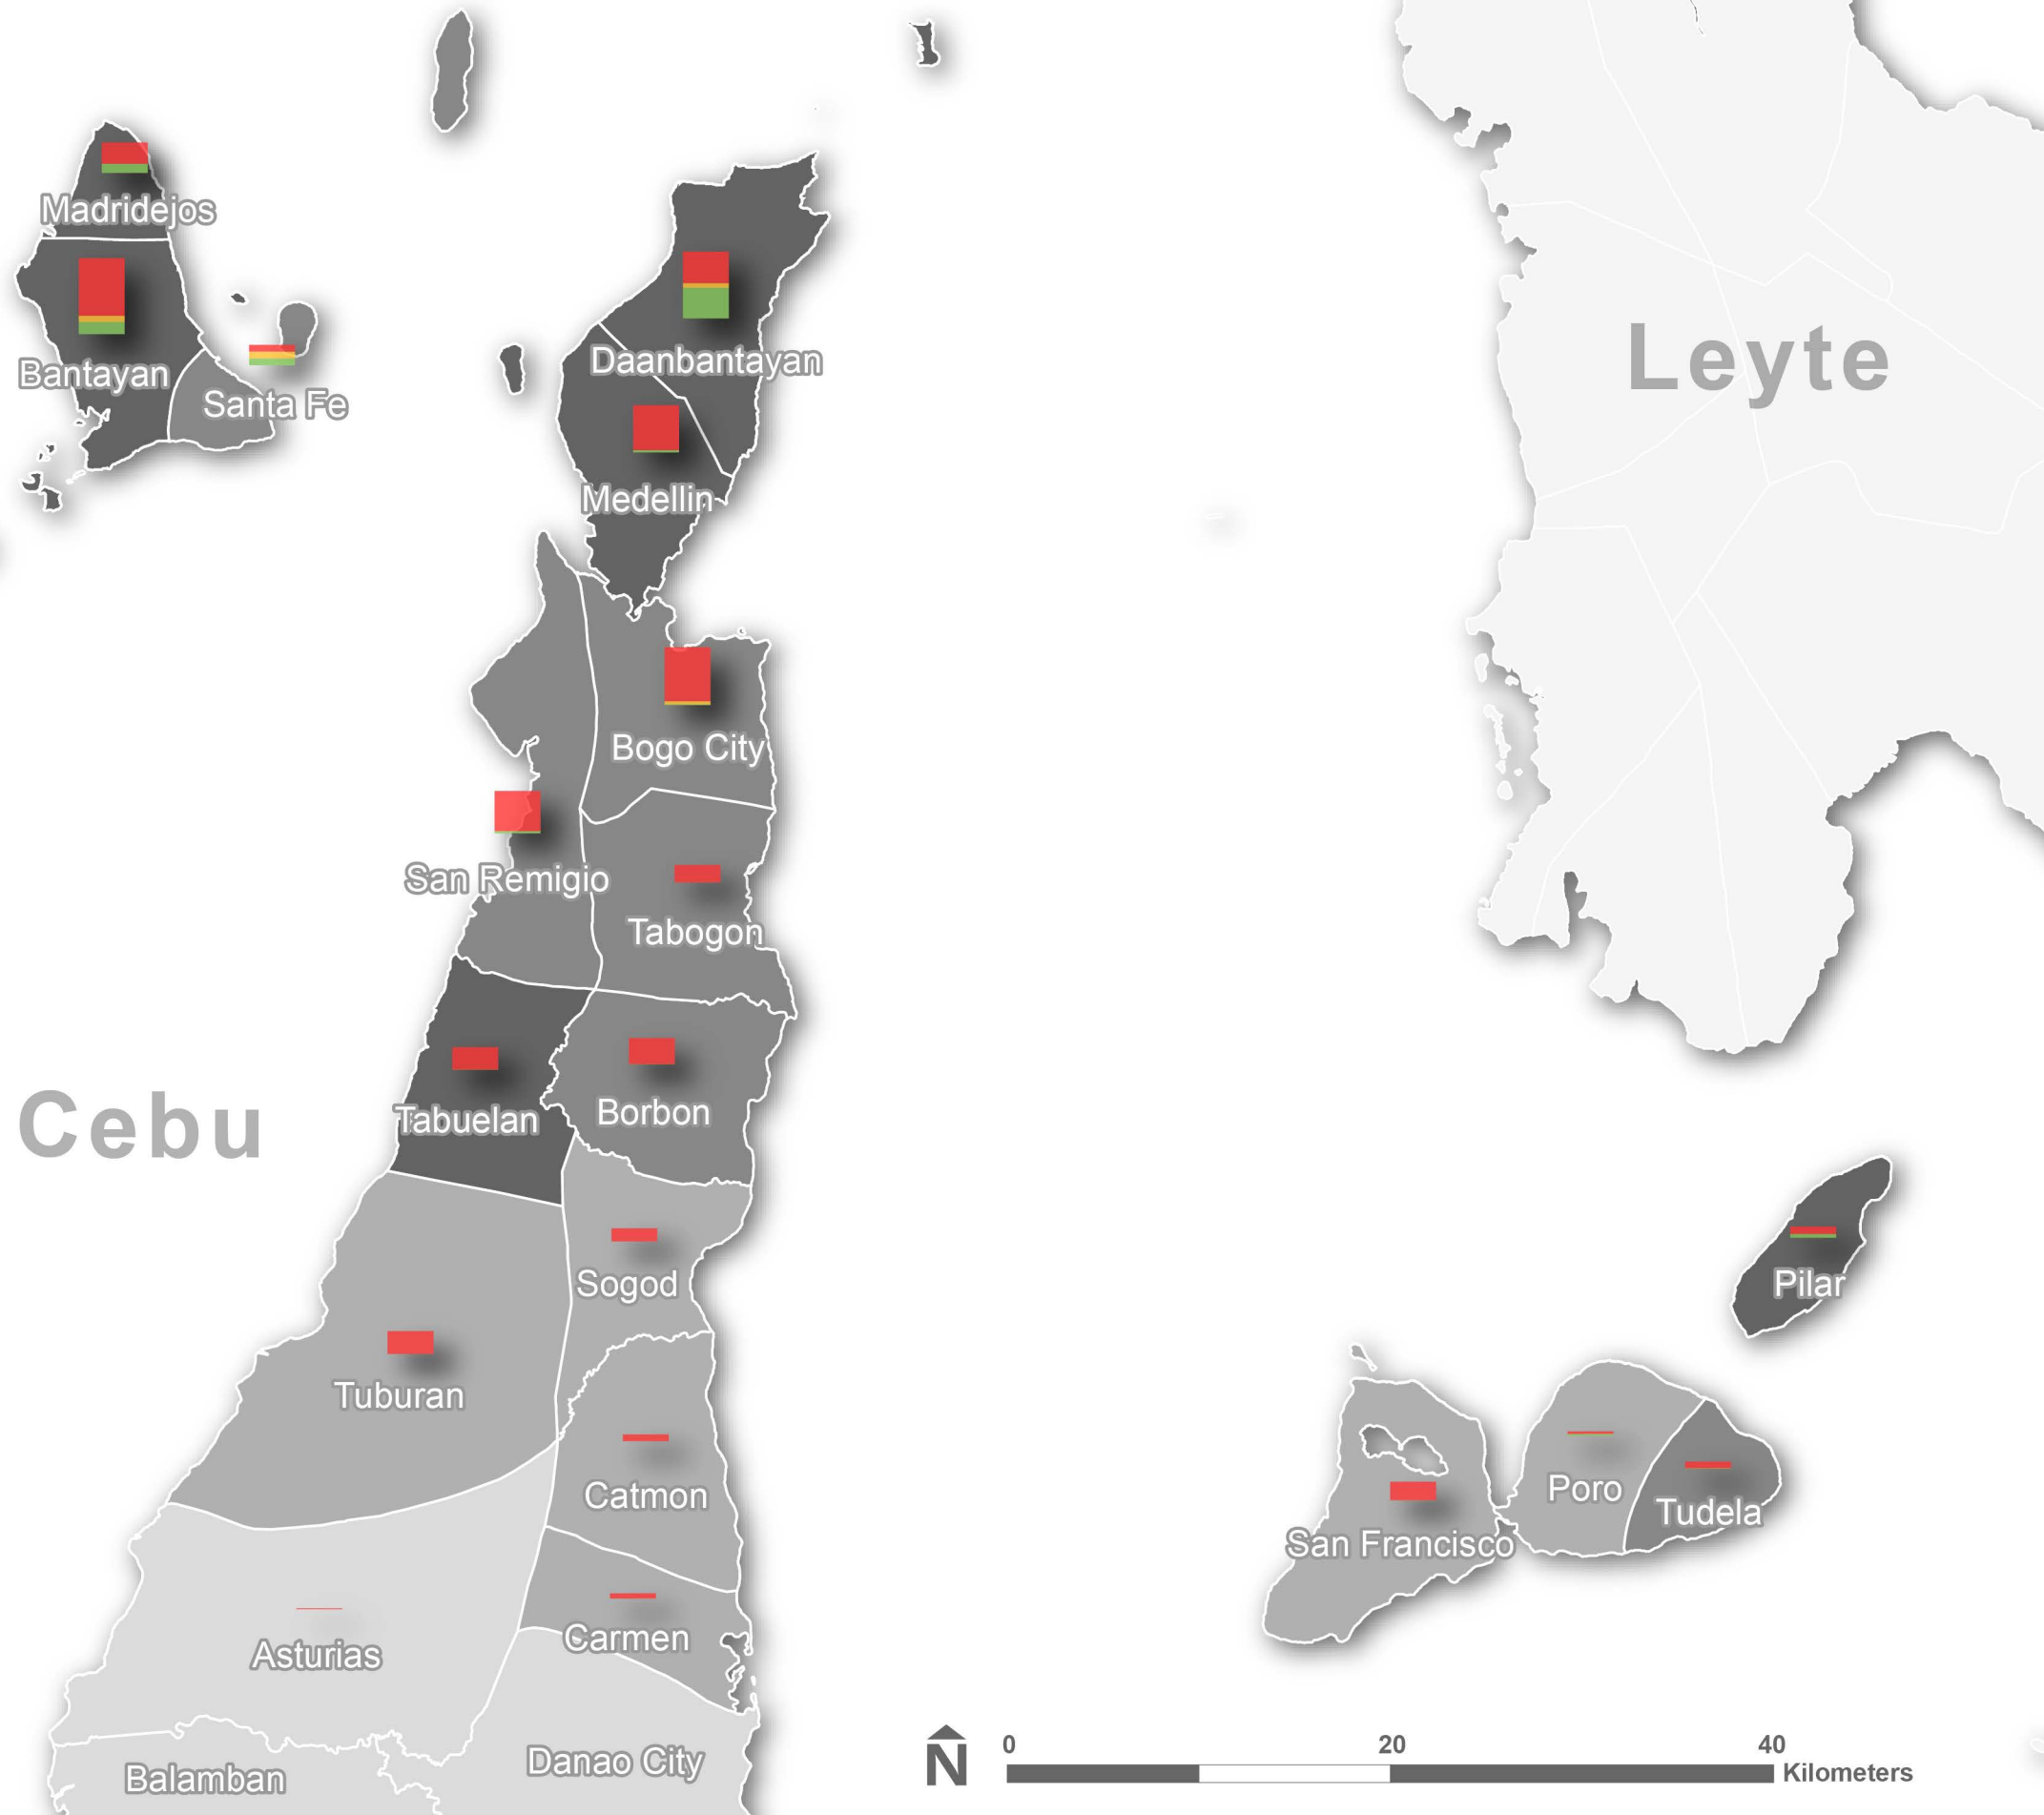 Madridejos
Bantayan
Santa Fe
Daanbantayan
Medellin
Leyte
Bogo City
San Remigio
Tabogon
Cebu
Tabuelan
Borbon
Sogod
Pilar
Tuburan
Catmon
Poro
Tudela
San Francisco
Asturias
Carmen
Balamban
Danao City
N
0 20 40
Kilometers